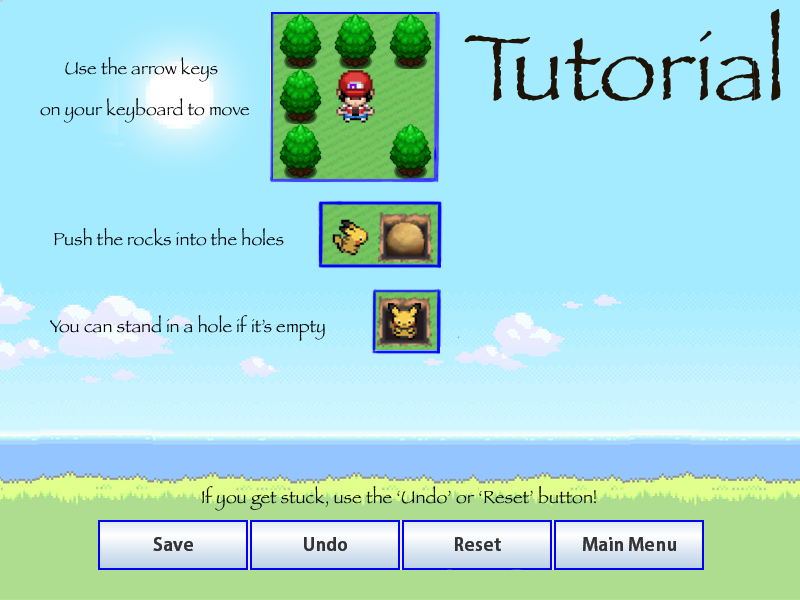 Tutorial
Use the arrow keys
on your keyboard to move
Push the rocks into the holes
You can stand in a hole if it's empty
If you get stuck, use the ‘Undo’ or ‘Reset’ button!
Save
Undo
Reset
Main Menu